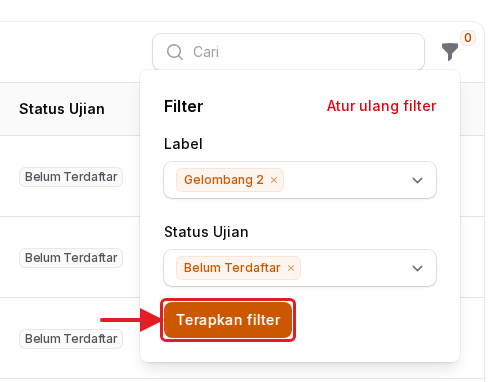 Cari
0
Status Ujian
Filter
Atur ulang filter
Label
Gelombang 2 ×
Belum Terdaftar
Status Ujian
Belum Terdaftar
Belum Terdaftar ×
Terapkan filter
Belum Terdaftar